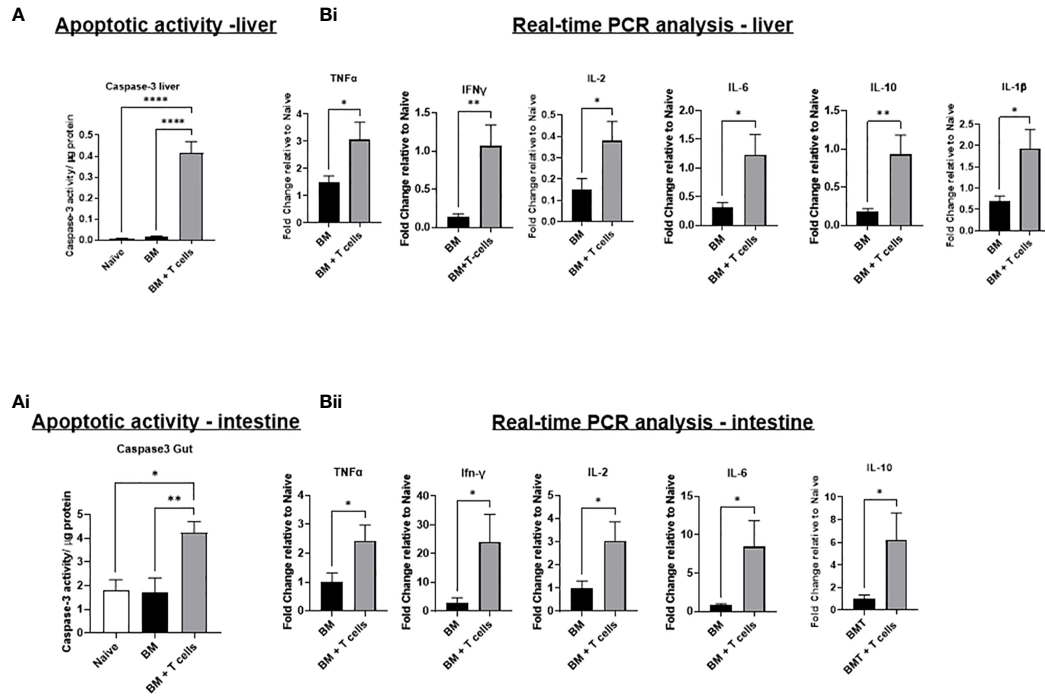 A
Apoptotic activity -liver
Caspase-3 liver
****
****
Caspase-3 activity/ µg protein
0.5
0.4
0.3
0.2
0.1
0.0
Naive
BM
BM + T cells
Bi
Real-time PCR analysis - liver
TNFα
*
Fold Change relative to Naive
4
3
2
1
0
BM
BM + T cells
IFNγ
**
Fold Change relative to Naive
1.5
1.0
0.5
0.0
BM
BM+T-cells
IL-2
*
Fold Change relative to Naive
0.5
0.4
0.3
0.2
0.1
0.0
BM
BM + T cells
IL-6
*
Fold Change relative to Naive
2.0
1.5
1.0
0.5
0.0
BM
BM + T cells
IL-10
**
Fold Change relative to Naive
1.5
1.0
0.5
0.0
BM
BM + T cells
IL-1β
*
Fold Change relative to Naive
2.5
2.0
1.5
1.0
0.5
0.0
BM
BM + T cells
Ai
Apoptotic activity - intestine
Caspase3 Gut
*
**
Caspase-3 activity/ µg protein
5
4
3
2
1
0
Naive
BM
BM + T cells
Bii
Real-time PCR analysis - intestine
TNFα
*
Fold Change relative to Naive
4
3
2
1
0
BM
BM + T cells
Ifn-γ
*
Fold Change relative to Naive
40
30
20
10
0
BM
BM + T cells
IL-2
*
Fold Change relative to Naive
5
4
3
2
1
0
BM
BM + T cells
IL-6
*
Fold Change relative to Naive
15
10
5
0
BM
BM + T cells
IL-10
*
Fold Change relative to Naive
10
8
6
4
2
0
BMT
BMT + T cells